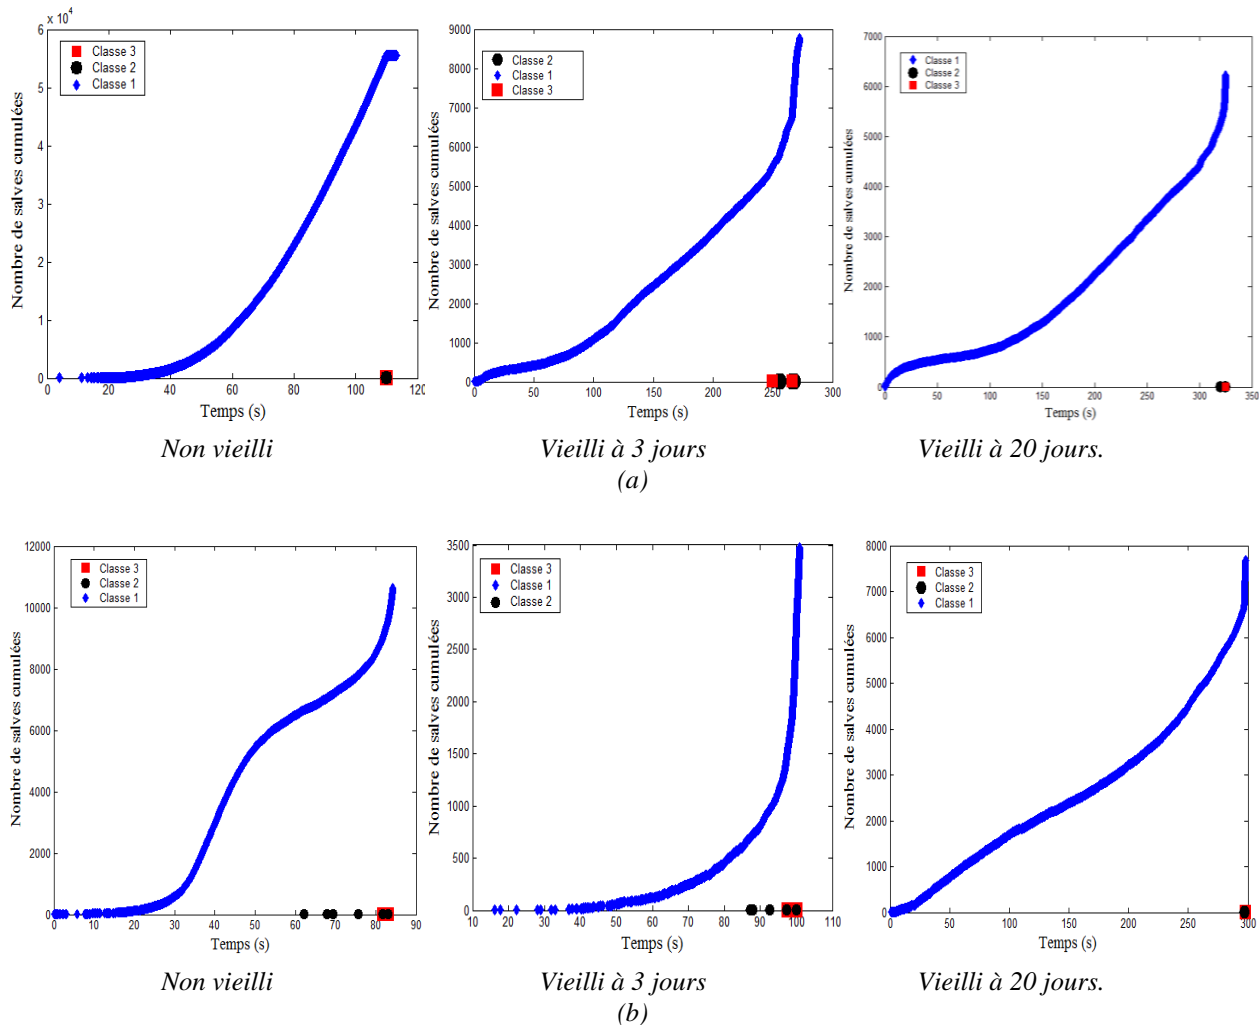 x 10⁴
Nombre de salves cumulées
6
5
4
3
2
1
0
Classe 3
Classe 2
Classe 1
0 20 40 60 80 100 120
Temps (s)
Non vieilli
Nombre de salves cumulées
9000
8000
7000
6000
5000
4000
3000
2000
1000
0
Classe 2
Classe 1
Classe 3
0 50 100 150 200 250 300
Temps (s)
Vieilli à 3 jours
Nombre de salves cumulées
7000
6000
5000
4000
3000
2000
1000
0
Classe 1
Classe 2
Classe 3
0 50 100 150 200 250 300 350
Temps (s)
Vieilli à 20 jours.
(a)
Nombre de salves cumulées
12000
10000
8000
6000
4000
2000
0
Classe 3
Classe 2
Classe 1
0 10 20 30 40 50 60 70 80 90
Temps (s)
Non vieilli
Nombre de salves cumulées
3500
3000
2500
2000
1500
1000
500
0
Classe 3
Classe 1
Classe 2
10 20 30 40 50 60 70 80 90 100 110
Temps (s)
Vieilli à 3 jours
Nombre de salves cumulées
8000
7000
6000
5000
4000
3000
2000
1000
0
Classe 3
Classe 2
Classe 1
0 50 100 150 200 250 300
Temps (s)
Vieilli à 20 jours.
(b)